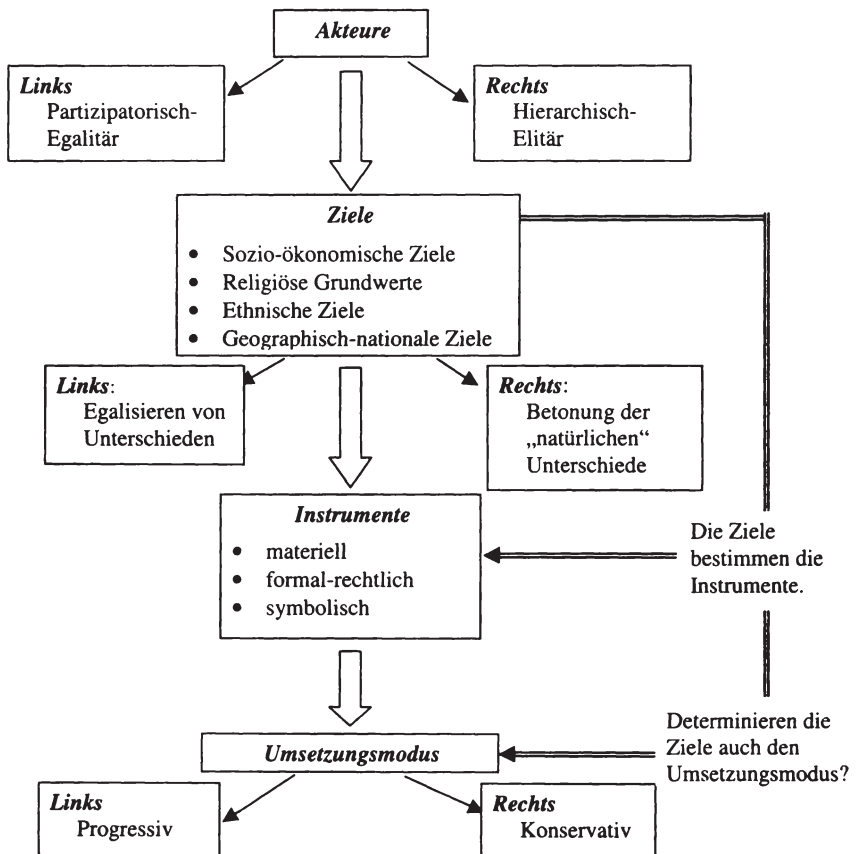 Akteure
Links
Partizipatorisch-
Egalitär
Rechts
Hierarchisch-
Elitär
Ziele
• Sozio-ökonomische Ziele
• Religiöse Grundwerte
• Ethnische Ziele
• Geographisch-nationale Ziele
Links:
Egalisieren von
Unterschieden
Rechts:
Betonung der
„natürlichen“
Unterschiede
Instrumente
• materiell
• formal-rechtlich
• symbolisch
Die Ziele
bestimmen die
Instrumente.
Umsetzungsmodus
Determinieren die
Ziele auch den
Umsetzungsmodus?
Links
Progressiv
Rechts
Konservativ